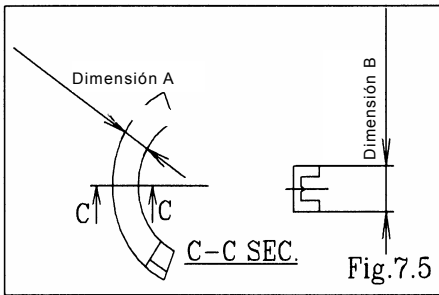 Dimensión A
Dimensión B
C
C
C-C SEC.
Fig.7.5